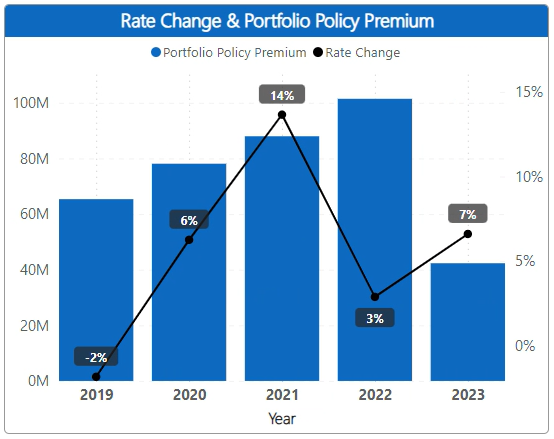 Rate Change & Portfolio Policy Premium
Portfolio Policy Premium Rate Change
100M
80M
60M
40M
20M
0M
15%
10%
5%
0%
-2%
6%
14%
3%
7%
2019 2020 2021 2022 2023
Year